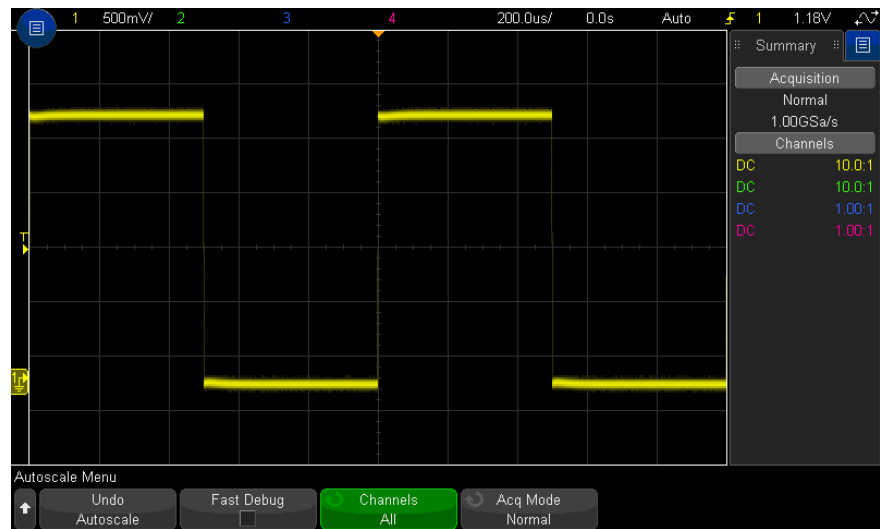 1 500mV/ 2 3 4 200.0us/ 0.0s Auto 1 1.18V
Summary
Acquisition
Normal
1.00GSa/s
Channels
DC 10.0:1
DC 10.0:1
DC 1.00:1
DC 1.00:1
T
1
Autoscale Menu
Undo Autoscale
Fast Debug
Channels All
Acq Mode Normal